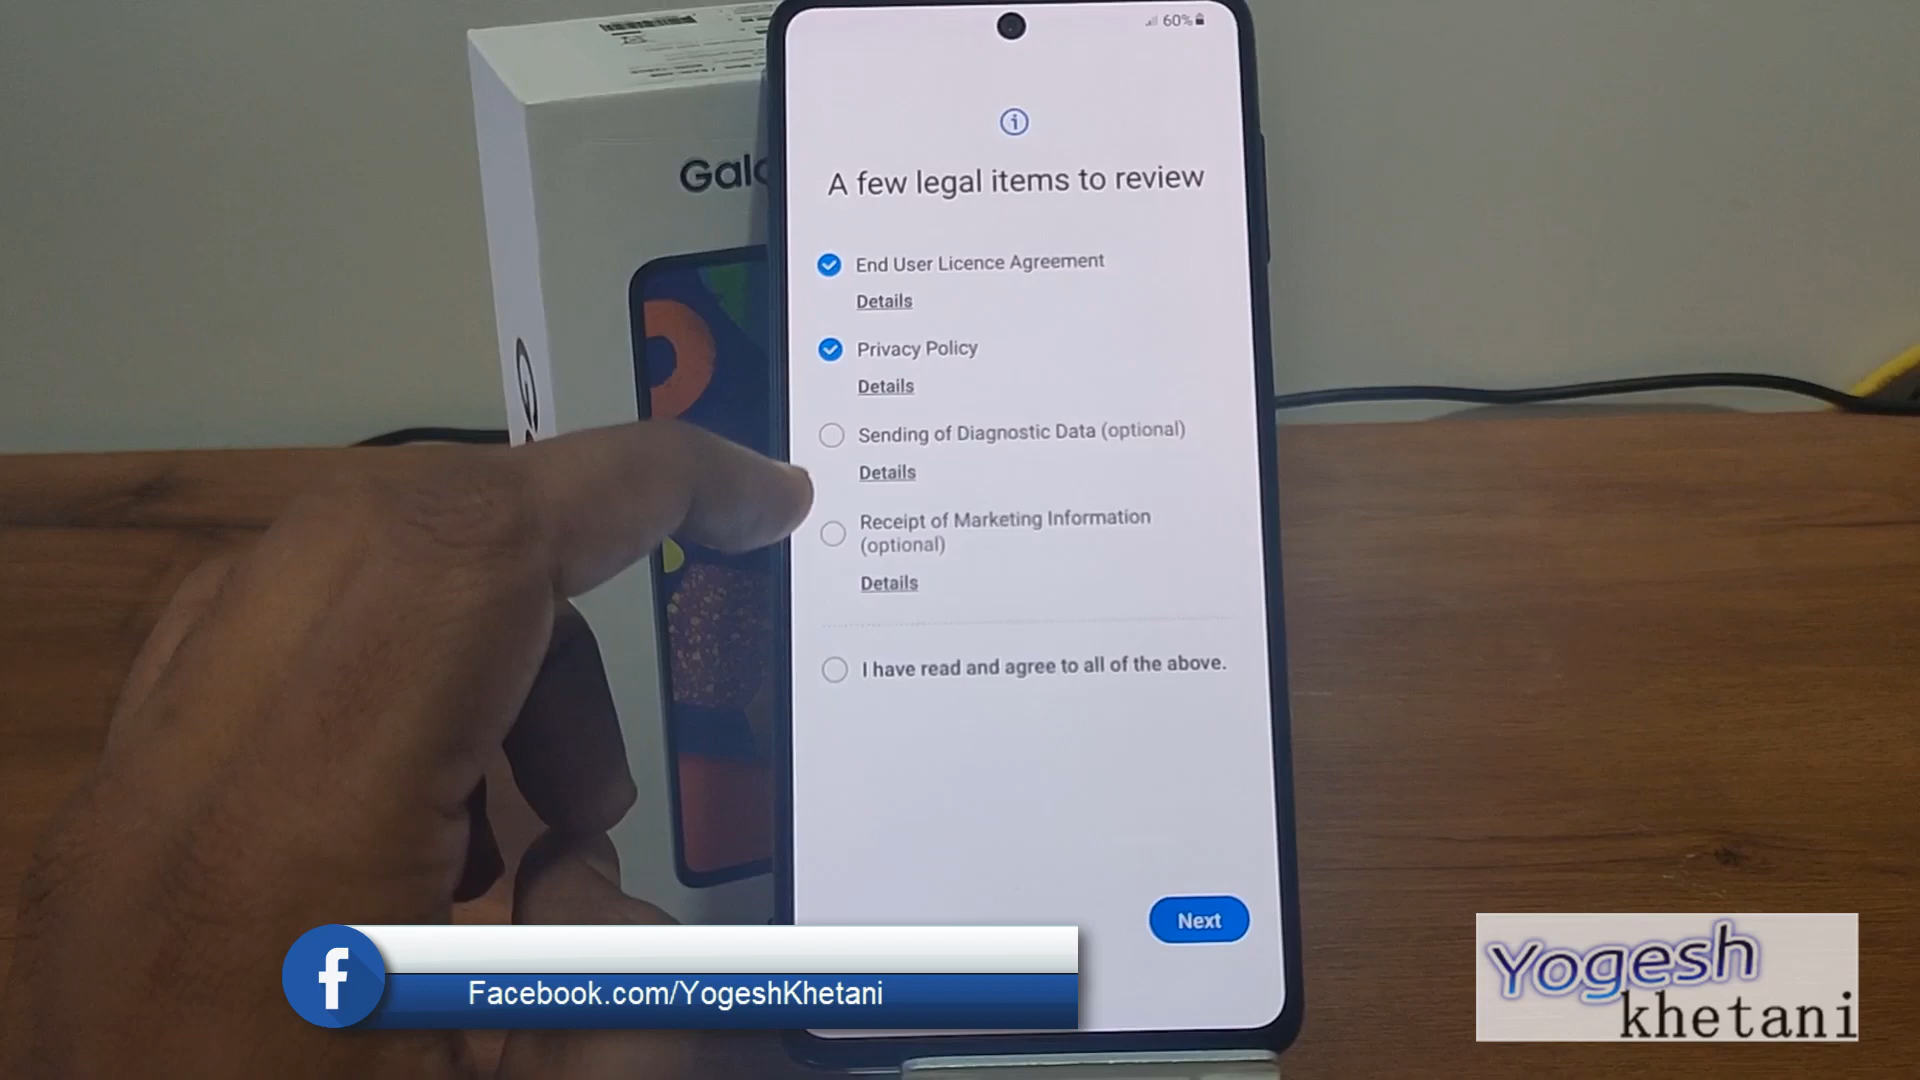 60%
Gala
A few legal items to review
End User Licence Agreement
Details
Privacy Policy
Details
Sending of Diagnostic Data (optional)
Details
Receipt of Marketing Information
(optional)
Details
I have read and agree to all of the above.
Next
Facebook.com/YogeshKhetani
Yogesh
khetani